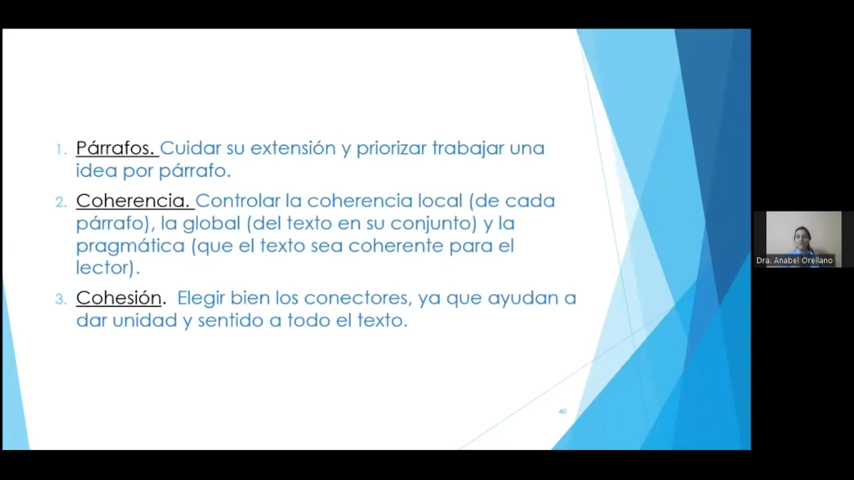 1. Párrafos. Cuidar su extensión y priorizar trabajar una
idea por párrafo.
2. Coherencia. Controlar la coherencia local (de cada
párrafo), la global (del texto en su conjunto) y la
pragmática (que el texto sea coherente para el
lector).
3. Cohesión. Elegir bien los conectores, ya que ayudan a
dar unidad y sentido a todo el texto.
40
Dra. Anabel Orellano